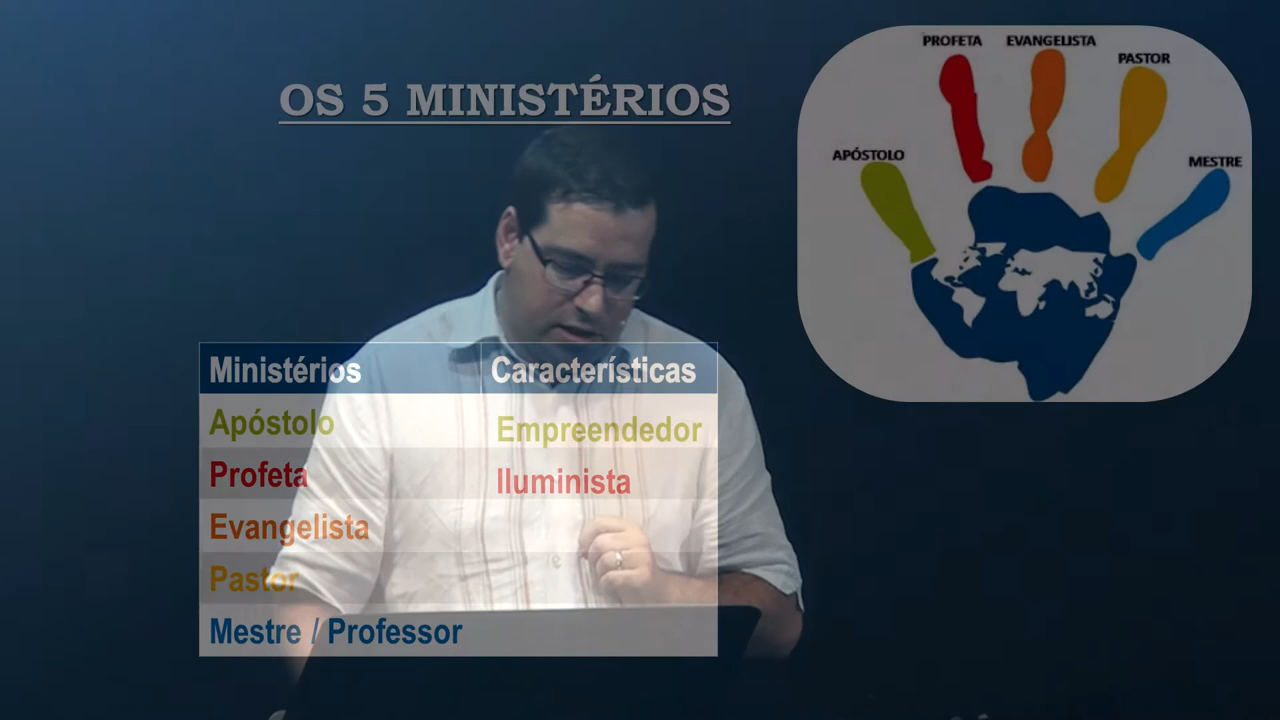 OS 5 MINISTÉRIOS
PROFETA
EVANGELISTA
PASTOR
APÓSTOLO
MESTRE
Ministérios Características
Apóstolo Empreendedor
Profeta Iluminista
Evangelista
Pastor
Mestre / Professor